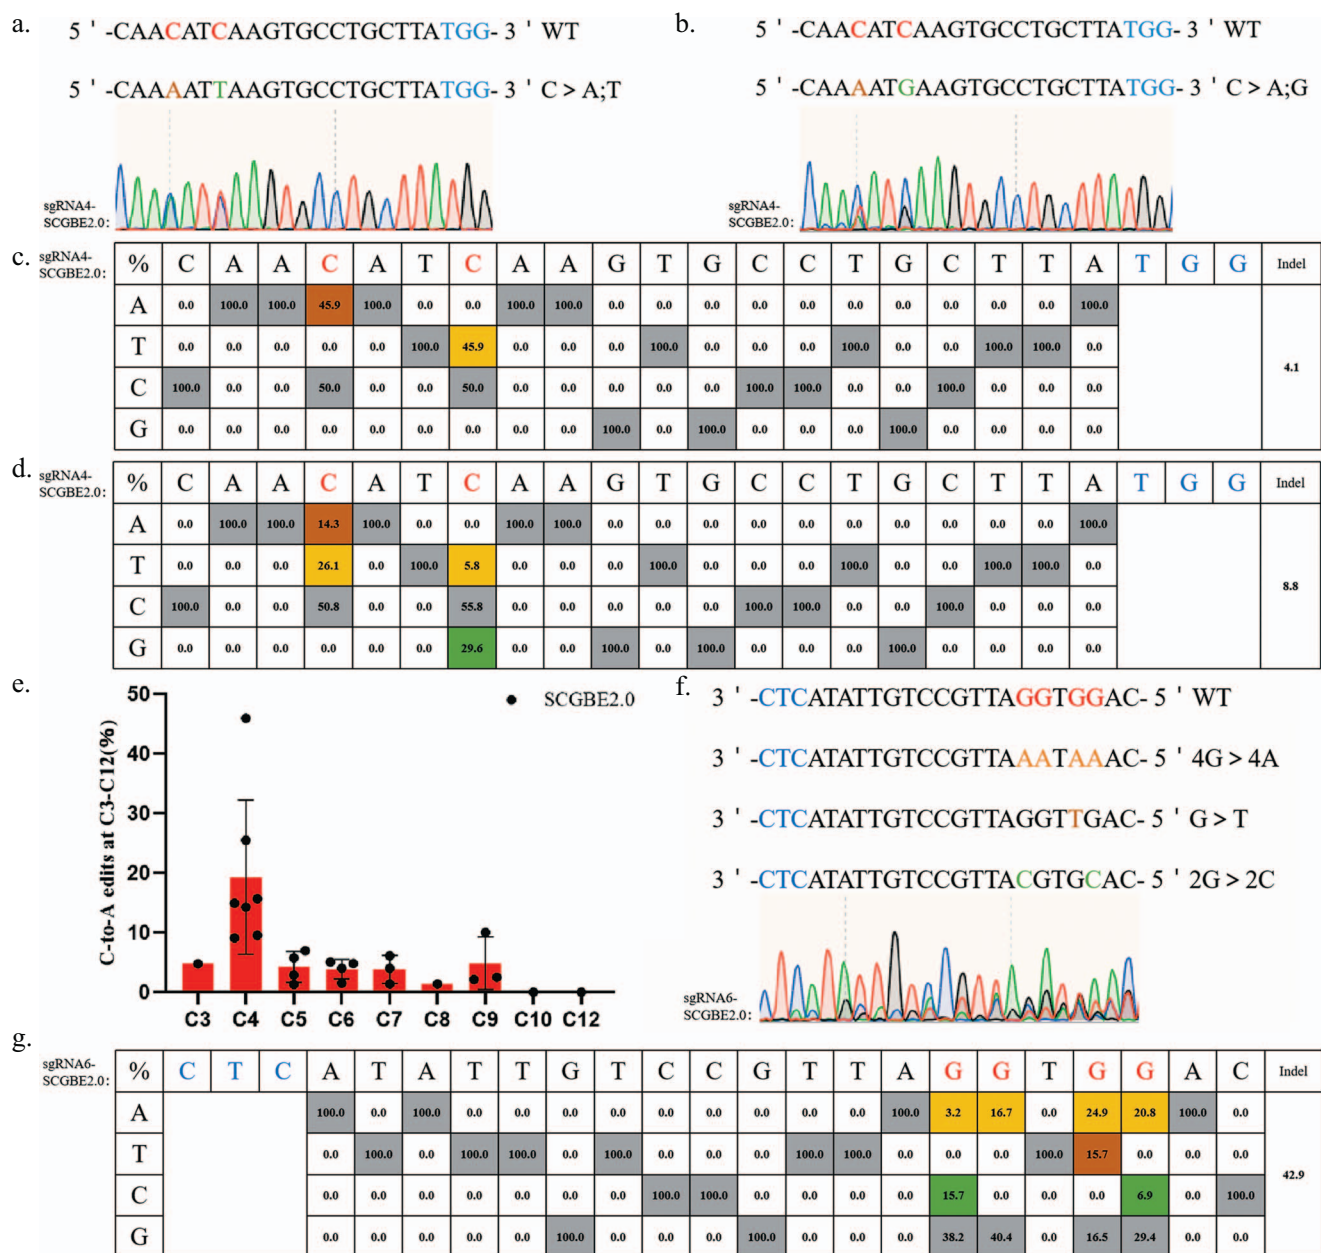 a.
5 ' -CAACATCAAGTGCCTGCTTATGG- 3 ' WT
5 ' -CAAAATTAAGTGCCTGCTTATGG- 3 ' C > A;T
sgRNA4-
SCGBE2.0:
b.
5 ' -CAACATCAAGTGCCTGCTTATGG- 3 ' WT
5 ' -CAAAATGAAGTGCCTGCTTATGG- 3 ' C > A;G
sgRNA4-
SCGBE2.0:
c.
sgRNA4-
SCGBE2.0:
% C A A C A T C A A G T G C C T G C T T A T G G Indel
A 0.0 100.0 100.0 45.9 100.0 0.0 0.0 100.0 100.0 0.0 0.0 0.0 0.0 0.0 0.0 0.0 0.0 0.0 0.0 100.0
T 0.0 0.0 0.0 0.0 0.0 100.0 45.9 0.0 0.0 0.0 100.0 0.0 0.0 0.0 100.0 0.0 0.0 100.0 100.0 0.0
4.1
C 100.0 0.0 0.0 50.0 0.0 0.0 50.0 0.0 0.0 0.0 0.0 0.0 100.0 100.0 0.0 0.0 100.0 0.0 0.0 0.0
G 0.0 0.0 0.0 0.0 0.0 0.0 0.0 0.0 0.0 100.0 0.0 100.0 0.0 0.0 0.0 100.0 0.0 0.0 0.0 0.0
d.
sgRNA4-
SCGBE2.0:
% C A A C A T C A A G T G C C T G C T T A T G G Indel
A 0.0 100.0 100.0 14.3 100.0 0.0 0.0 100.0 100.0 0.0 0.0 0.0 0.0 0.0 0.0 0.0 0.0 0.0 0.0 100.0
T 0.0 0.0 0.0 26.1 0.0 100.0 5.8 0.0 0.0 0.0 100.0 0.0 0.0 0.0 100.0 0.0 0.0 100.0 100.0 0.0
8.8
C 100.0 0.0 0.0 50.8 0.0 0.0 55.8 0.0 0.0 0.0 0.0 0.0 100.0 100.0 0.0 0.0 100.0 0.0 0.0 0.0
G 0.0 0.0 0.0 0.0 0.0 0.0 29.6 0.0 0.0 100.0 0.0 100.0 0.0 0.0 0.0 100.0 0.0 0.0 0.0 0.0
e.
C-to-A edits at C3-C12(%)
50
40
30
20
10
0
SCGBE2.0
C3 C4 C5 C6 C7 C8 C9 C10 C12
f.
3 ' -CTCATATTGTCCGTTAGGTGGAC- 5 ' WT
3 ' -CTCATATTGTCCGTTAAATAAAC- 5 ' 4G > 4A
3 ' -CTCATATTGTCCGTTAGGTTGAC- 5 ' G > T
3 ' -CTCATATTGTCCGTTACGTGCAC- 5 ' 2G > 2C
sgRNA6-
SCGBE2.0:
g.
sgRNA6-
SCGBE2.0:
% C T C A T A T T G T C C G T T A G G T G G A C Indel
A 100.0 0.0 100.0 0.0 0.0 0.0 0.0 0.0 0.0 0.0 0.0 0.0 100.0 3.2 16.7 0.0 24.9 20.8 100.0 0.0
T 0.0 100.0 0.0 100.0 100.0 0.0 100.0 0.0 0.0 0.0 100.0 100.0 0.0 0.0 0.0 100.0 15.7 0.0 0.0 0.0
42.9
C 0.0 0.0 0.0 0.0 0.0 0.0 0.0 100.0 100.0 0.0 0.0 0.0 0.0 15.7 0.0 0.0 0.0 6.9 0.0 100.0
G 0.0 0.0 0.0 0.0 0.0 100.0 0.0 0.0 0.0 100.0 0.0 0.0 0.0 38.2 40.4 0.0 16.5 29.4 0.0 0.0